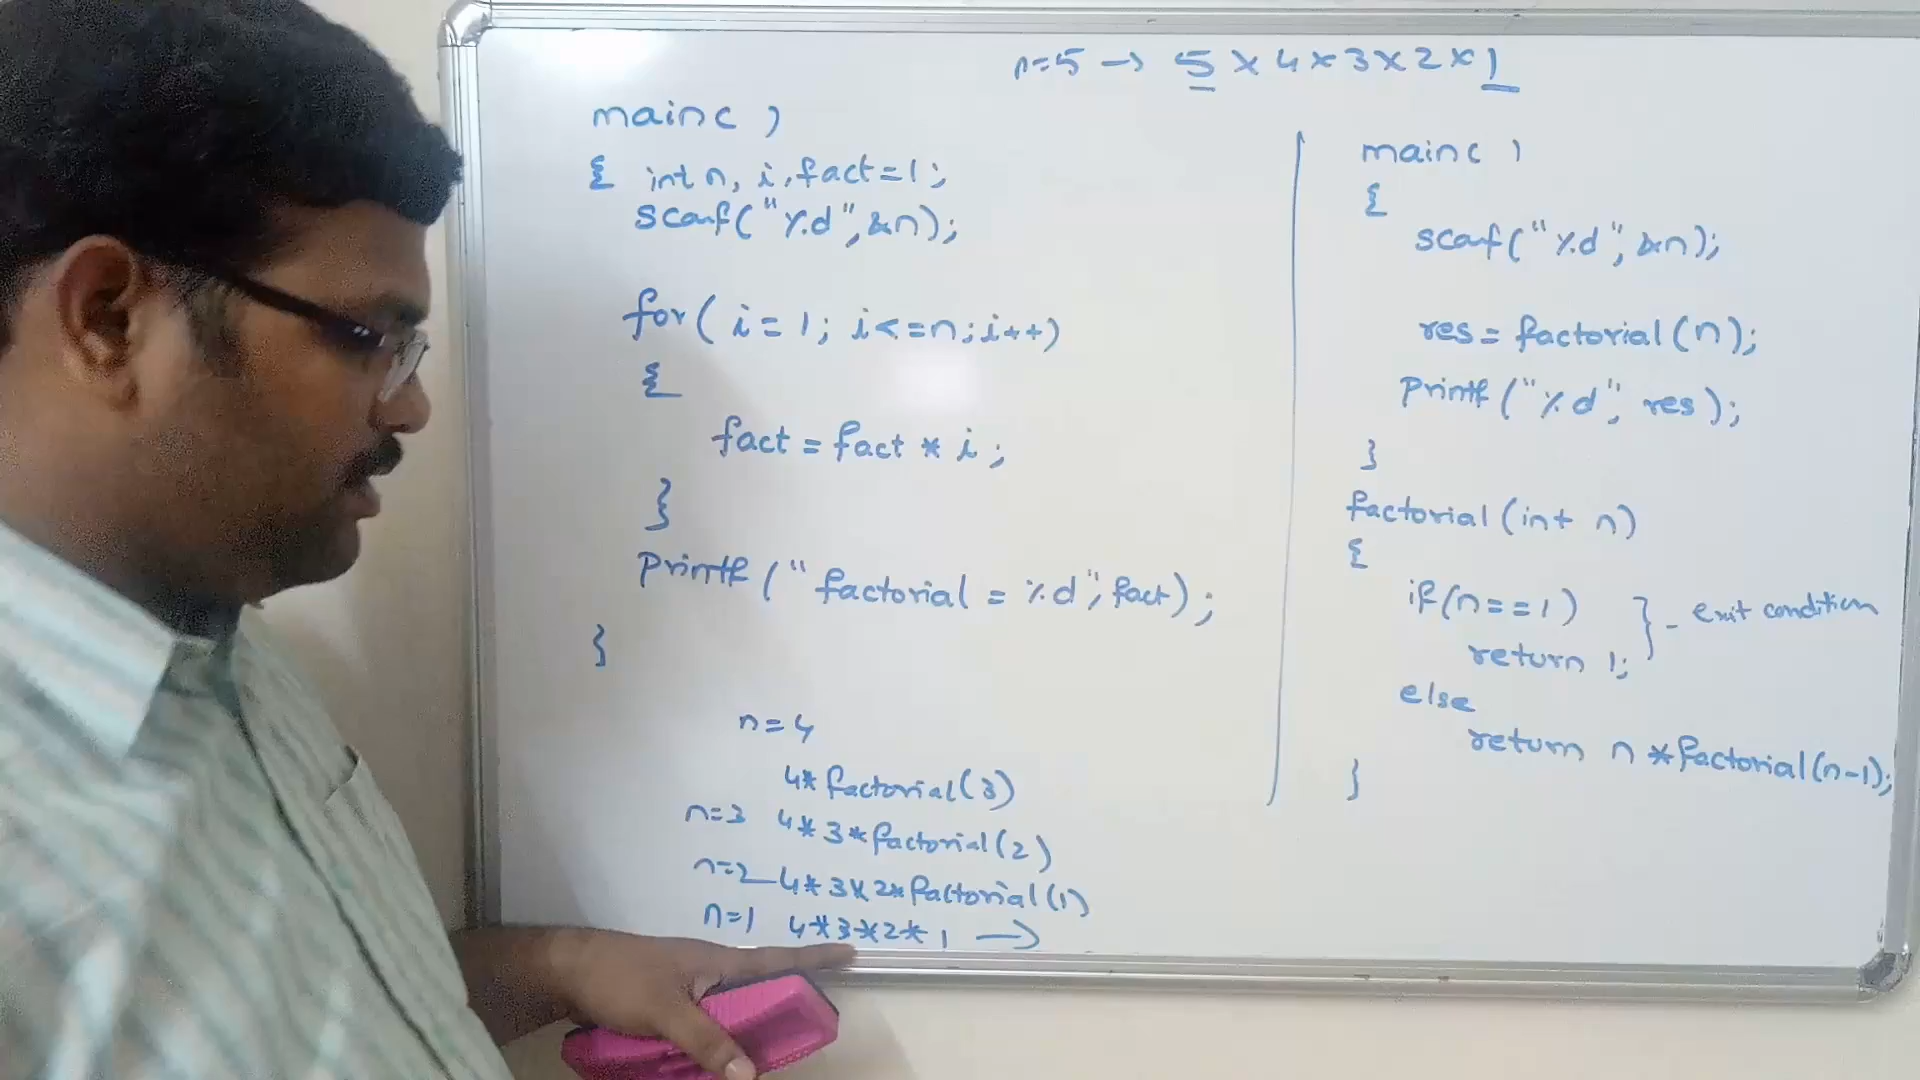 n=5 → 5 × 4 × 3 × 2 × 1
main( )
{ int n, i, fact=1;
scanf("%d", &n);
for( i = 1; i<=n; i++)
{
fact = fact * i;
}
printf(" factorial = %d", fact);
}
n=4
4* factorial(3)
n=3 4*3*factorial(2)
n=2 4*3*2*factorial(1)
n=1 4*3*2*1 →
main( )
{
scanf("%d", &n);
res= factorial(n);
printf("%d", res);
}
factorial(int n)
{
if(n==1) } - exit condition
return 1;
else
return n *factorial(n-1);
}